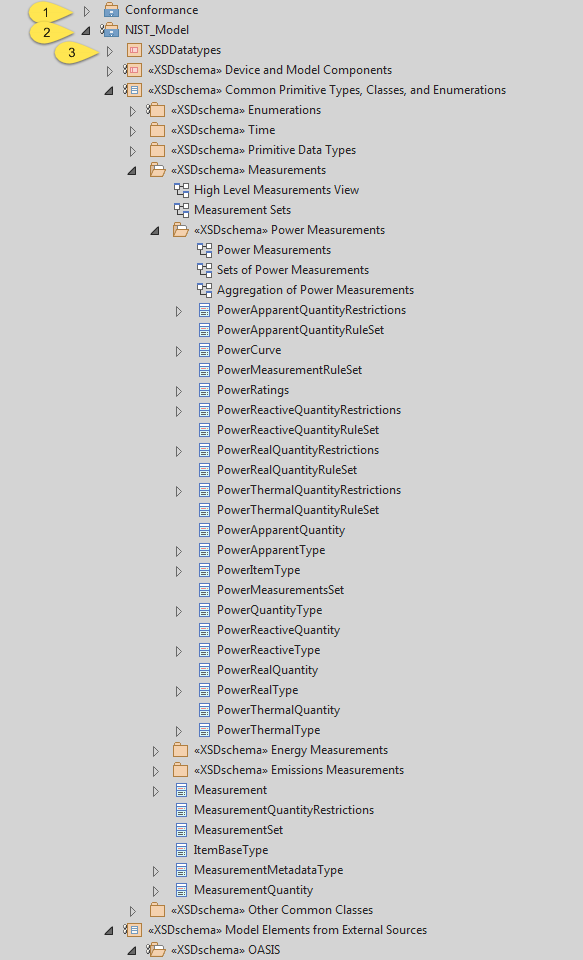 1 Conformance
2 NIST_Model
3 XSDDatatypes
«XSDschema» Device and Model Components
«XSDschema» Common Primitive Types, Classes, and Enumerations
«XSDschema» Enumerations
«XSDschema» Time
«XSDschema» Primitive Data Types
«XSDschema» Measurements
High Level Measurements View
Measurement Sets
«XSDschema» Power Measurements
Power Measurements
Sets of Power Measurements
Aggregation of Power Measurements
PowerApparentQuantityRestrictions
PowerApparentQuantityRuleSet
PowerCurve
PowerMeasurementRuleSet
PowerRatings
PowerReactiveQuantityRestrictions
PowerReactiveQuantityRuleSet
PowerRealQuantityRestrictions
PowerRealQuantityRuleSet
PowerThermalQuantityRestrictions
PowerThermalQuantityRuleSet
PowerApparentQuantity
PowerApparentType
PowerItemType
PowerMeasurementsSet
PowerQuantityType
PowerReactiveQuantity
PowerReactiveType
PowerRealQuantity
PowerRealType
PowerThermalQuantity
PowerThermalType
«XSDschema» Energy Measurements
«XSDschema» Emissions Measurements
Measurement
MeasurementQuantityRestrictions
MeasurementSet
ItemBaseType
MeasurementMetadataType
MeasurementQuantity
«XSDschema» Other Common Classes
«XSDschema» Model Elements from External Sources
«XSDschema» OASIS